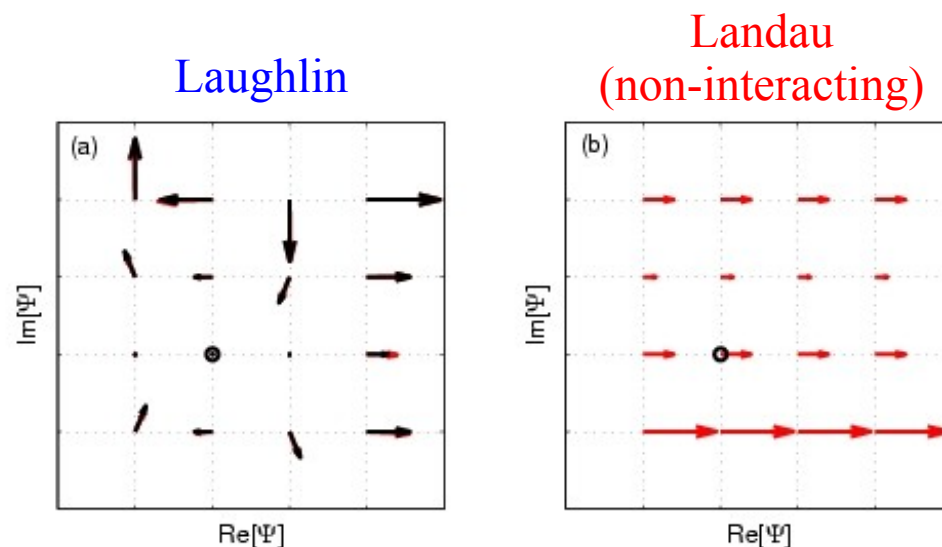 Laughlin
Landau
(non-interacting)
(a)
Im[Ψ]
Re[Ψ]
(b)
Im[Ψ]
Re[Ψ]